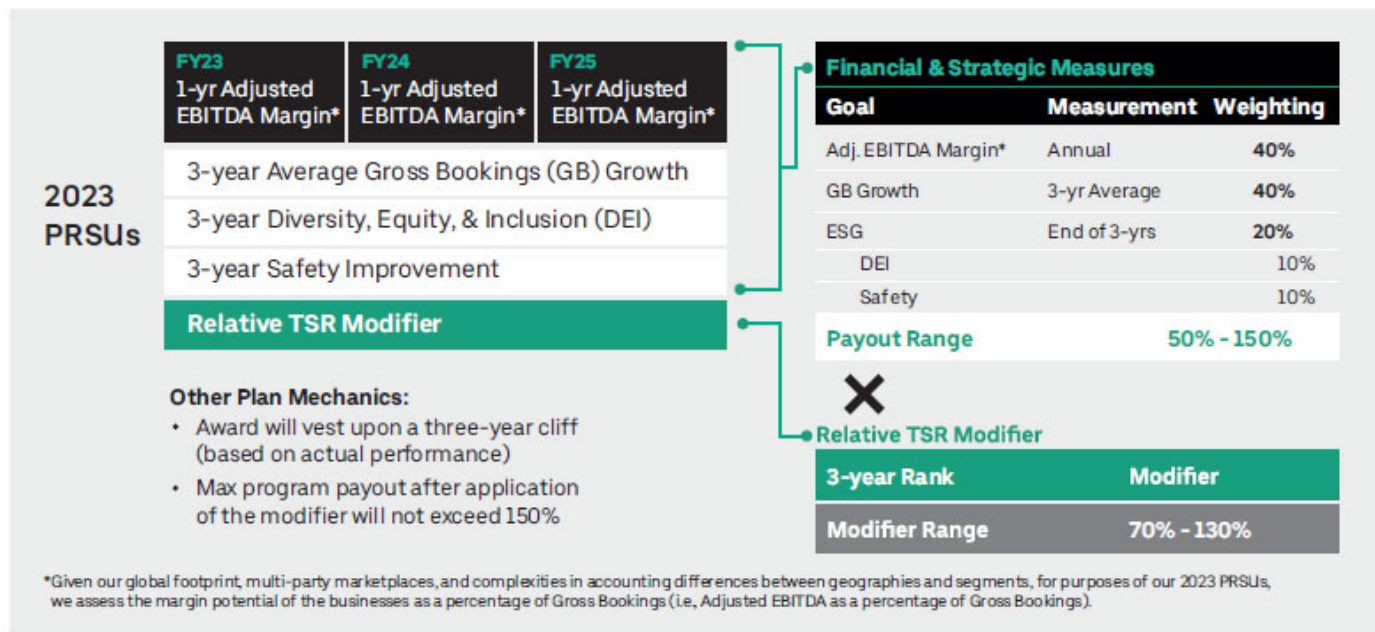 2023
PRSUs
FY23
1-yr Adjusted
EBITDA Margin*
FY24
1-yr Adjusted
EBITDA Margin*
FY25
1-yr Adjusted
EBITDA Margin*
3-year Average Gross Bookings (GB) Growth
3-year Diversity, Equity, & Inclusion (DEI)
3-year Safety Improvement
Relative TSR Modifier
Other Plan Mechanics:
• Award will vest upon a three-year cliff
(based on actual performance)
• Max program payout after application
of the modifier will not exceed 150%
Financial & Strategic Measures
Goal Measurement Weighting
Adj. EBITDA Margin* Annual 40%
GB Growth 3-yr Average 40%
ESG End of 3-yrs 20%
DEI 10%
Safety 10%
Payout Range 50% - 150%
Relative TSR Modifier
3-year Rank Modifier
Modifier Range 70% - 130%
*Given our global footprint, multi-party marketplaces, and complexities in accounting differences between geographies and segments, for purposes of our 2023 PRSUs,
we assess the margin potential of the businesses as a percentage of Gross Bookings (i.e., Adjusted EBITDA as a percentage of Gross Bookings).